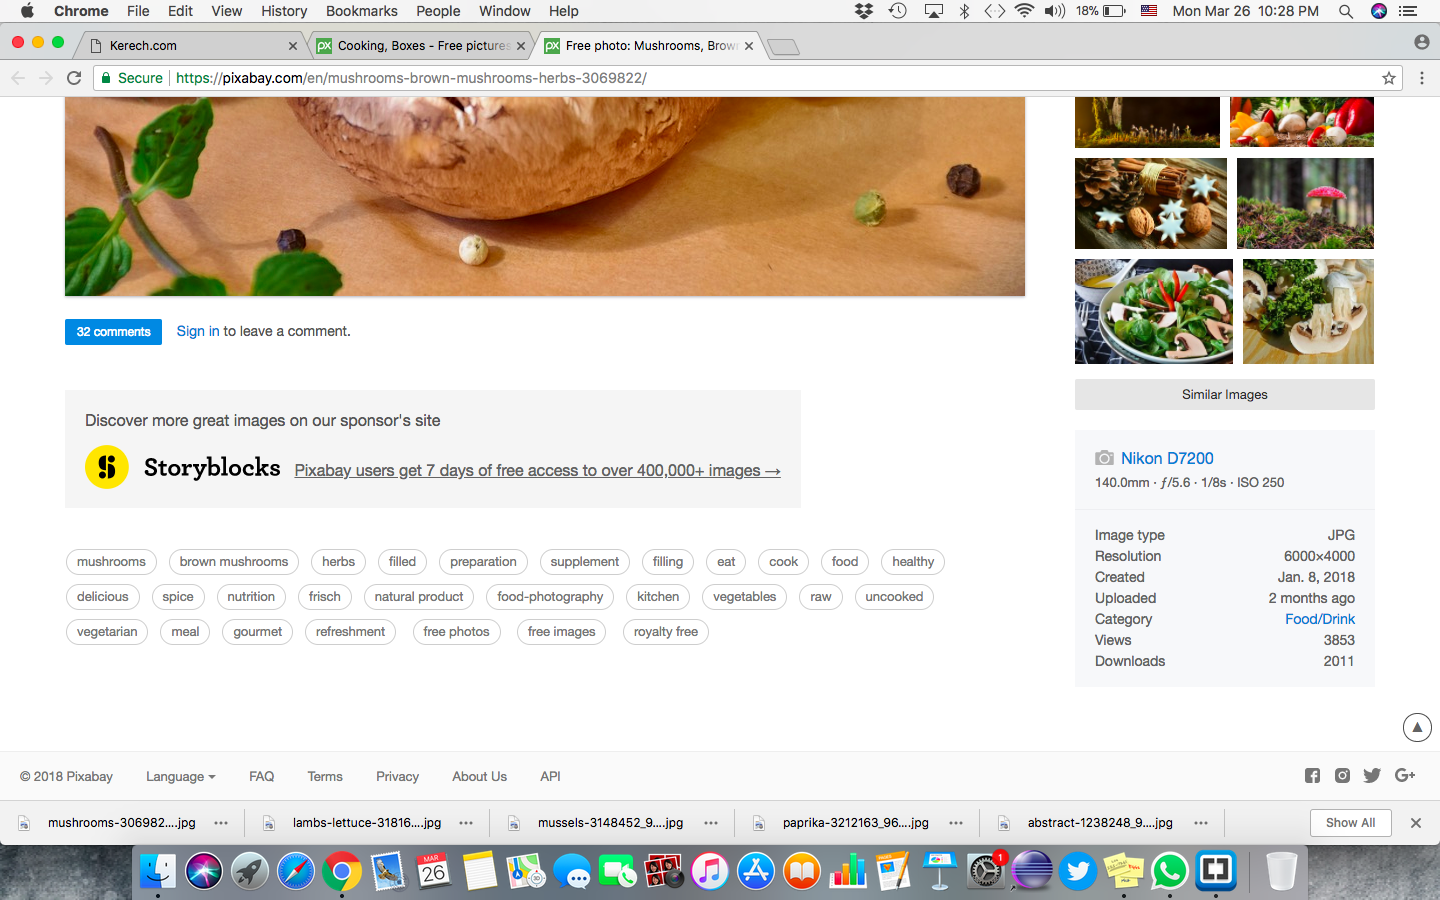 Chrome File Edit View History Bookmarks People Window Help 18% Mon Mar 26 10:28 PM
Kerech.com
Cooking, Boxes - Free pictures
Free photo: Mushrooms, Brow
Secure https://pixabay.com/en/mushrooms-brown-mushrooms-herbs-3069822/
32 comments Sign in to leave a comment.
Discover more great images on our sponsor's site
Storyblocks Pixabay users get 7 days of free access to over 400,000+ images →
mushrooms brown mushrooms herbs filled preparation supplement filling eat cook food healthy
delicious spice nutrition frisch natural product food-photography kitchen vegetables raw uncooked
vegetarian meal gourmet refreshment free photos free images royalty free
Similar Images
Nikon D7200
140.0mm · ƒ/5.6 · 1/8s · ISO 250
Image type JPG
Resolution 6000×4000
Created Jan. 8, 2018
Uploaded 2 months ago
Category Food/Drink
Views 3853
Downloads 2011
© 2018 Pixabay Language FAQ Terms Privacy About Us API
mushrooms-306982....jpg lambs-lettuce-31816....jpg mussels-3148452_9....jpg paprika-3212163_96....jpg abstract-1238248_9....jpg Show All
MAR
26
1